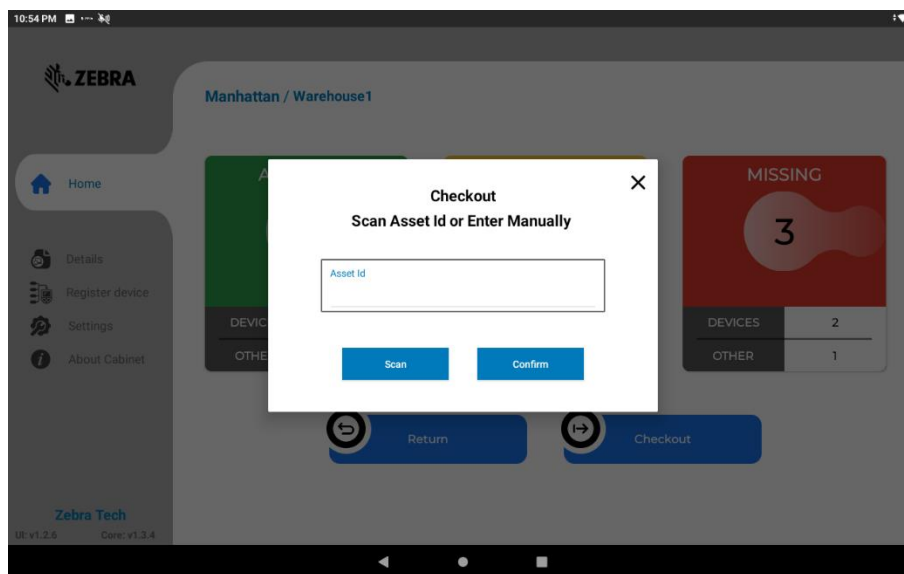 10:54 PM
ZEBRA
Manhattan / Warehouse1
Home
Details
Register device
Settings
About Cabinet
Zebra Tech
UI: v1.2.6 Core: v1.3.4
A
MISSING
3
DEVIC
OTHE
DEVICES 2
OTHER 1
Checkout
Scan Asset Id or Enter Manually
Asset Id
Scan Confirm
Return Checkout